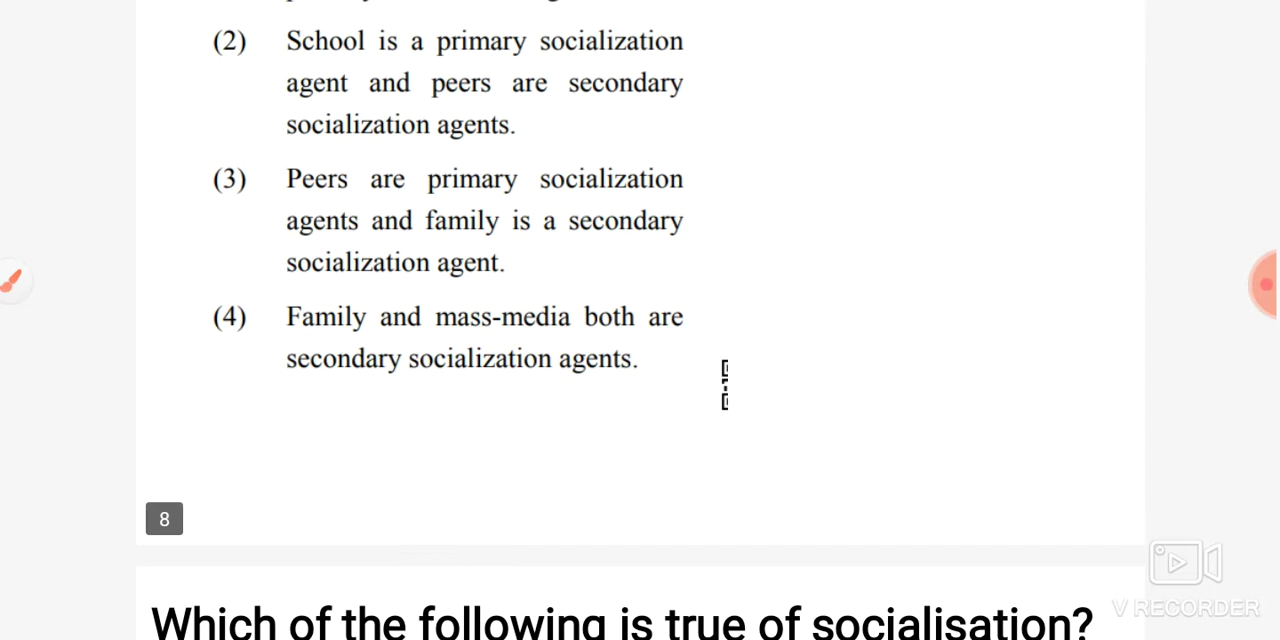 (2) School is a primary socialization
agent and peers are secondary
socialization agents.
(3) Peers are primary socialization
agents and family is a secondary
socialization agent.
(4) Family and mass-media both are
secondary socialization agents.
8
V RECORDER
Which of the following is true of socialisation?